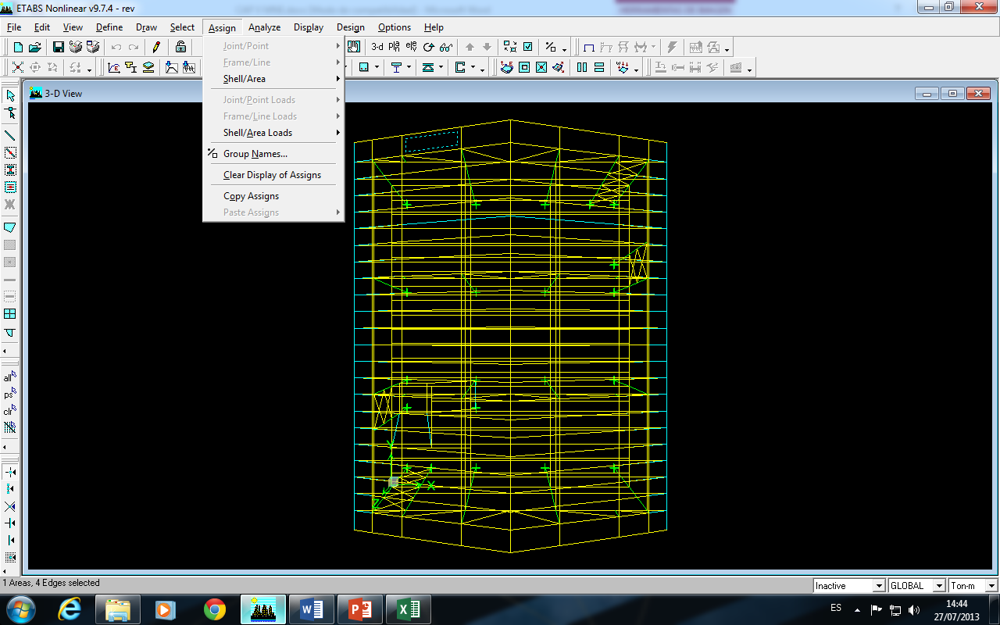 ETABS Nonlinear v9.7.4 - rev
File Edit View Define Draw Select Assign Analyze Display Design Options Help
3-d
Joint/Point
Frame/Line
Shell/Area
Joint/Point Loads
Frame/Line Loads
Shell/Area Loads
Group Names...
Clear Display of Assigns
Copy Assigns
Paste Assigns
3-D View
all
ps
clr
Y
X
Z
1 Areas, 4 Edges selected
Inactive
GLOBAL
Ton-m
ES
14:44
27/07/2013